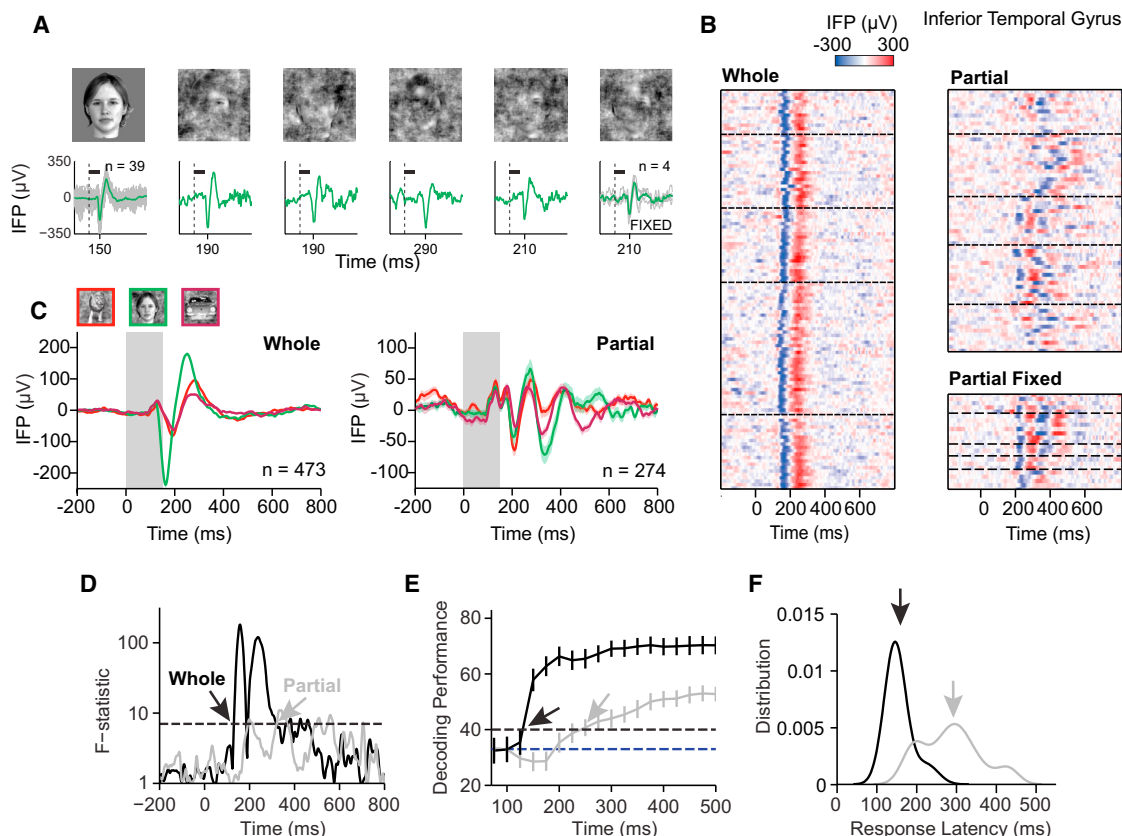 A
350
0
−350
IFP (µV)
n = 39
n = 4
FIXED
150
190
190
290
210
210
Time (ms)
B
IFP (µV)
-300
300
Inferior Temporal Gyrus
Whole
Partial
Partial Fixed
0 200 400 600
Time (ms)
0 200 400 600
Time (ms)
C
Whole
200
100
0
-100
-200
IFP (µV)
n = 473
-200 0 200 400 600 800
Time (ms)
Partial
100
50
0
-50
-100
IFP (µV)
n = 274
-200 0 200 400 600 800
Time (ms)
D
100
10
1
F−statistic
Whole
Partial
−200 0 200 400 600 800
Time (ms)
E
80
60
40
20
Decoding Performance
100 200 300 400 500
Time (ms)
F
0.015
0.01
0.005
0
Distribution
0 100 200 300 400 500
Response Latency (ms)